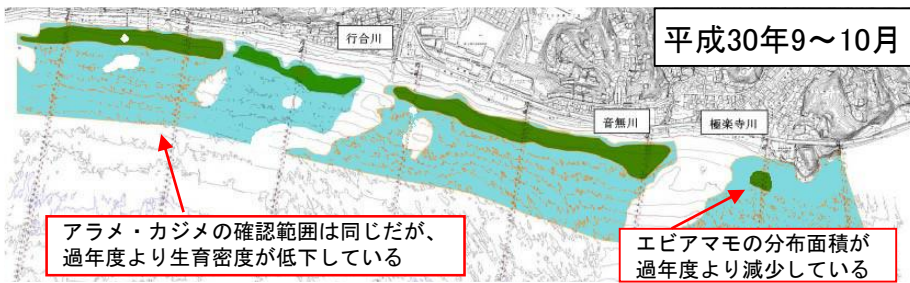 平成30年9～10月
行合川
音無川
極楽寺川
アラメ・カジメの確認範囲は同じだが、
過年度より生育密度が低下している
エビアマモの分布面積が
過年度より減少している